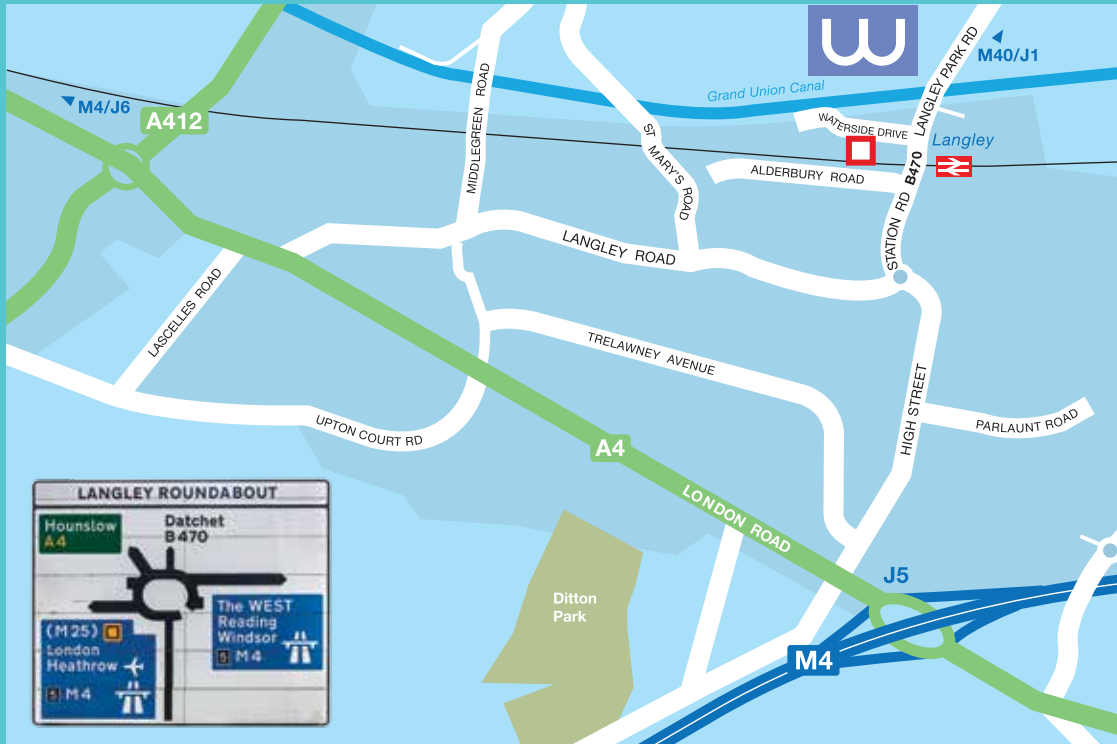 W
M40/J1
LANGLEY PARK RD
Grand Union Canal
M4/J6
A412
MIDDLEGREEN ROAD
ST MARY'S ROAD
WATERSIDE DRIVE
Langley
B470
ALDERBURY ROAD
STATION RD
LANGLEY ROAD
LASCELLES ROAD
TRELAWNEY AVENUE
HIGH STREET
PARLAUNT ROAD
UPTON COURT RD
A4
LONDON ROAD
J5
Ditton
Park
M4
LANGLEY ROUNDABOUT
Hounslow
A4
Datchet
B470
The WEST
Reading
Windsor
5 M4
(M25)
London
Heathrow
5 M4